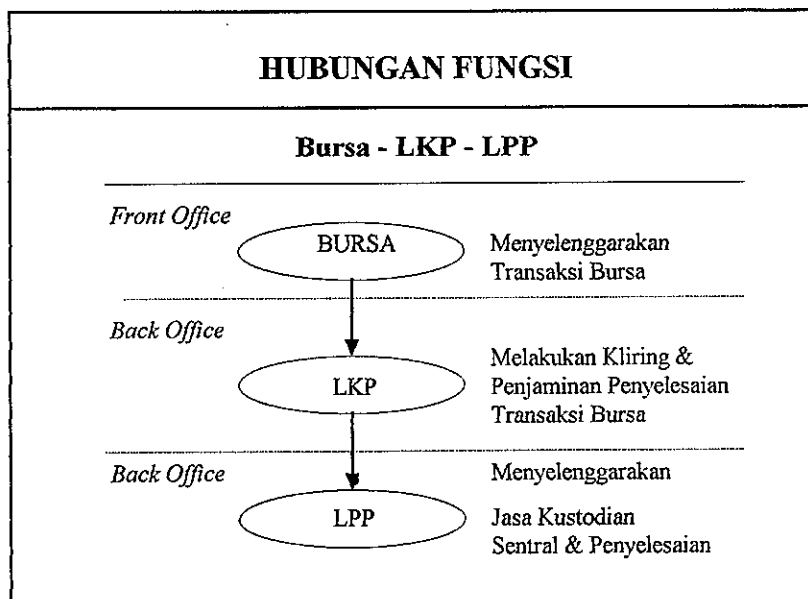 HUBUNGAN FUNGSI
Bursa - LKP - LPP
Front Office
BURSA
Menyelenggarakan
Transaksi Bursa
Back Office
LKP
Melakukan Kliring &
Penjaminan Penyelesaian
Transaksi Bursa
Back Office
LPP
Menyelenggarakan
Jasa Kustodian
Sentral & Penyelesaian